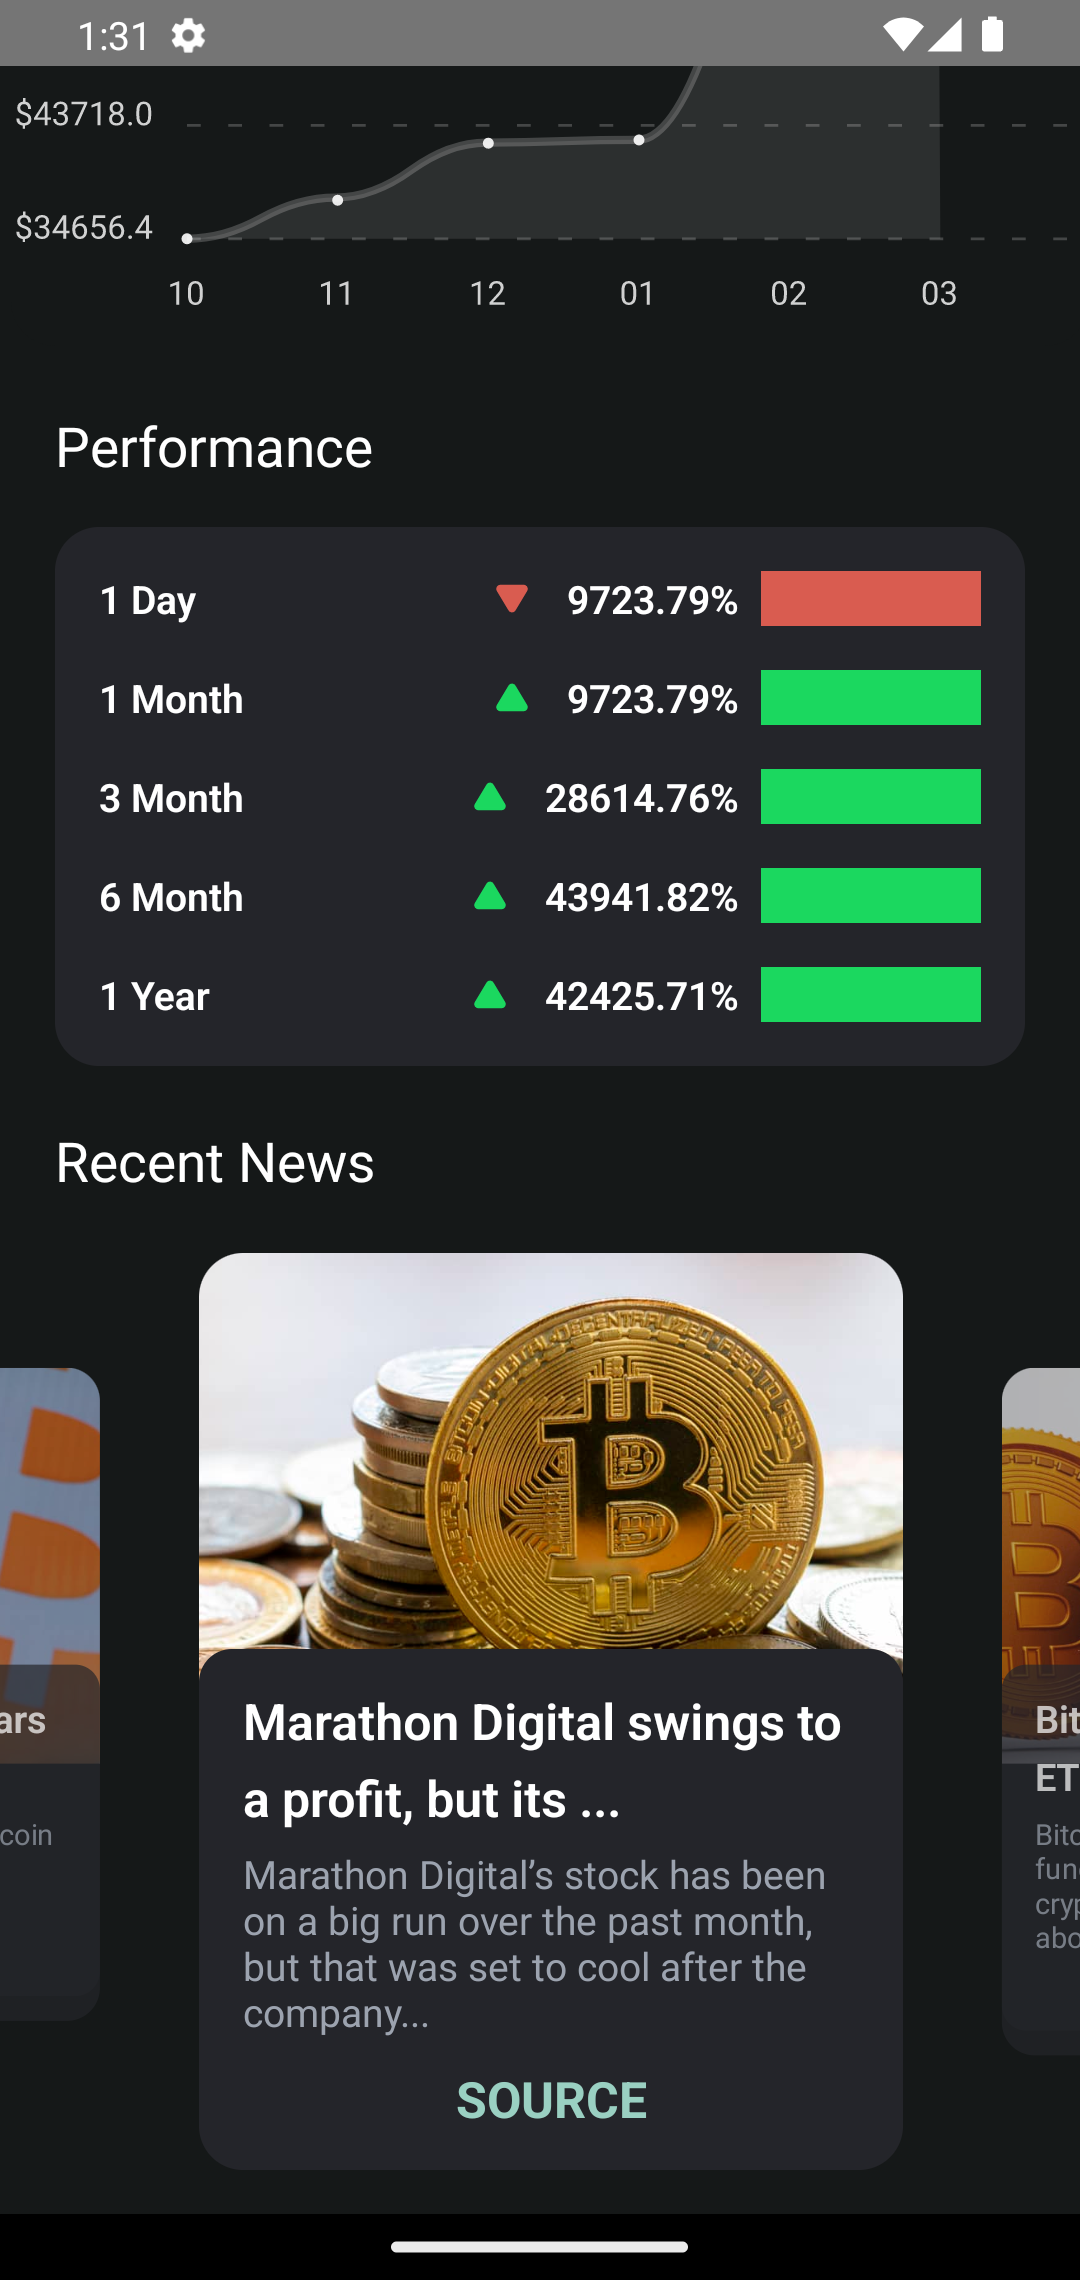 1:31
$43718.0
$34656.4
10 11 12 01 02 03
Performance
1 Day 9723.79%
1 Month 9723.79%
3 Month 28614.76%
6 Month 43941.82%
1 Year 42425.71%
Recent News
Marathon Digital swings to
a profit, but its ...
Marathon Digital’s stock has been
on a big run over the past month,
but that was set to cool after the
company...
SOURCE
ars
coin
Bit
ET
Bitc
fun
cryp
abo